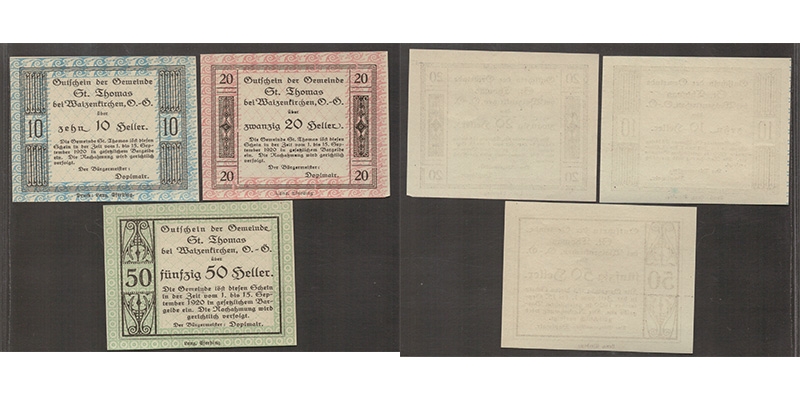 Gutschein der Gemeinde
St. Thomas
bei Waizenkirchen, O.-Ö.
über
10 zehn 10 Heller. 10
Die Gemeinde St. Thomas löst diesen
Schein in der Zeit vom 1. bis 15. Sep-
tember 1920 in gesetzlichem Bargelde
ein. Die Nachahmung wird gerichtlich
verfolgt.
Der Bürgermeister:
Doplmair.
20 Gutschein der Gemeinde 20
St. Thomas
bei Waizenkirchen, O.-Ö.
über
zwanzig 20 Heller.
Die Gemeinde St. Thomas löst diesen
Schein in der Zeit vom 1. bis 15. Sep-
tember 1920 in gesetzlichem Bargelde
ein. Die Nachahmung wird gerichtlich
verfolgt.
Der Bürgermeister:
20 Doplmair. 20
Gutschein der Gemeinde
St. Thomas
bei Waizenkirchen, O.-Ö.
über
50 fünfzig 50 Heller.
Die Gemeinde löst diesen Schein
in der Zeit vom 1. bis 15. Sep-
tember 1920 in gesetzlichem Bar-
gelde ein. Die Nachahmung wird
gerichtlich verfolgt.
Der Bürgermeister: Doplmair.